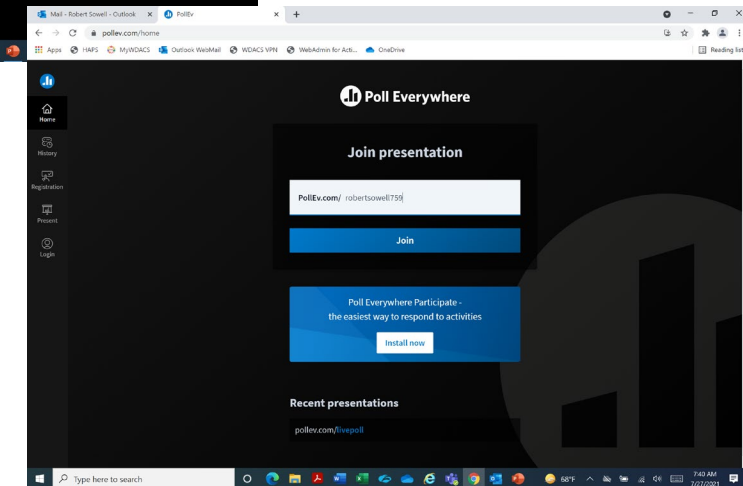 Mail - Robert Sowell - Outlook
PollEv
pollev.com/home
Apps
HAPS
MyWDACS
Outlook WebMail
WDACS VPN
WebAdmin for Acti...
OneDrive
Reading list
Home
History
Registration
Present
Login
Poll Everywhere
Join presentation
PollEv.com/ robertsowell759
Join
Poll Everywhere Participate -
the easiest way to respond to activities
Install now
Recent presentations
pollev.com/livepoll
Type here to search
68°F
7:40 AM
7/27/2021